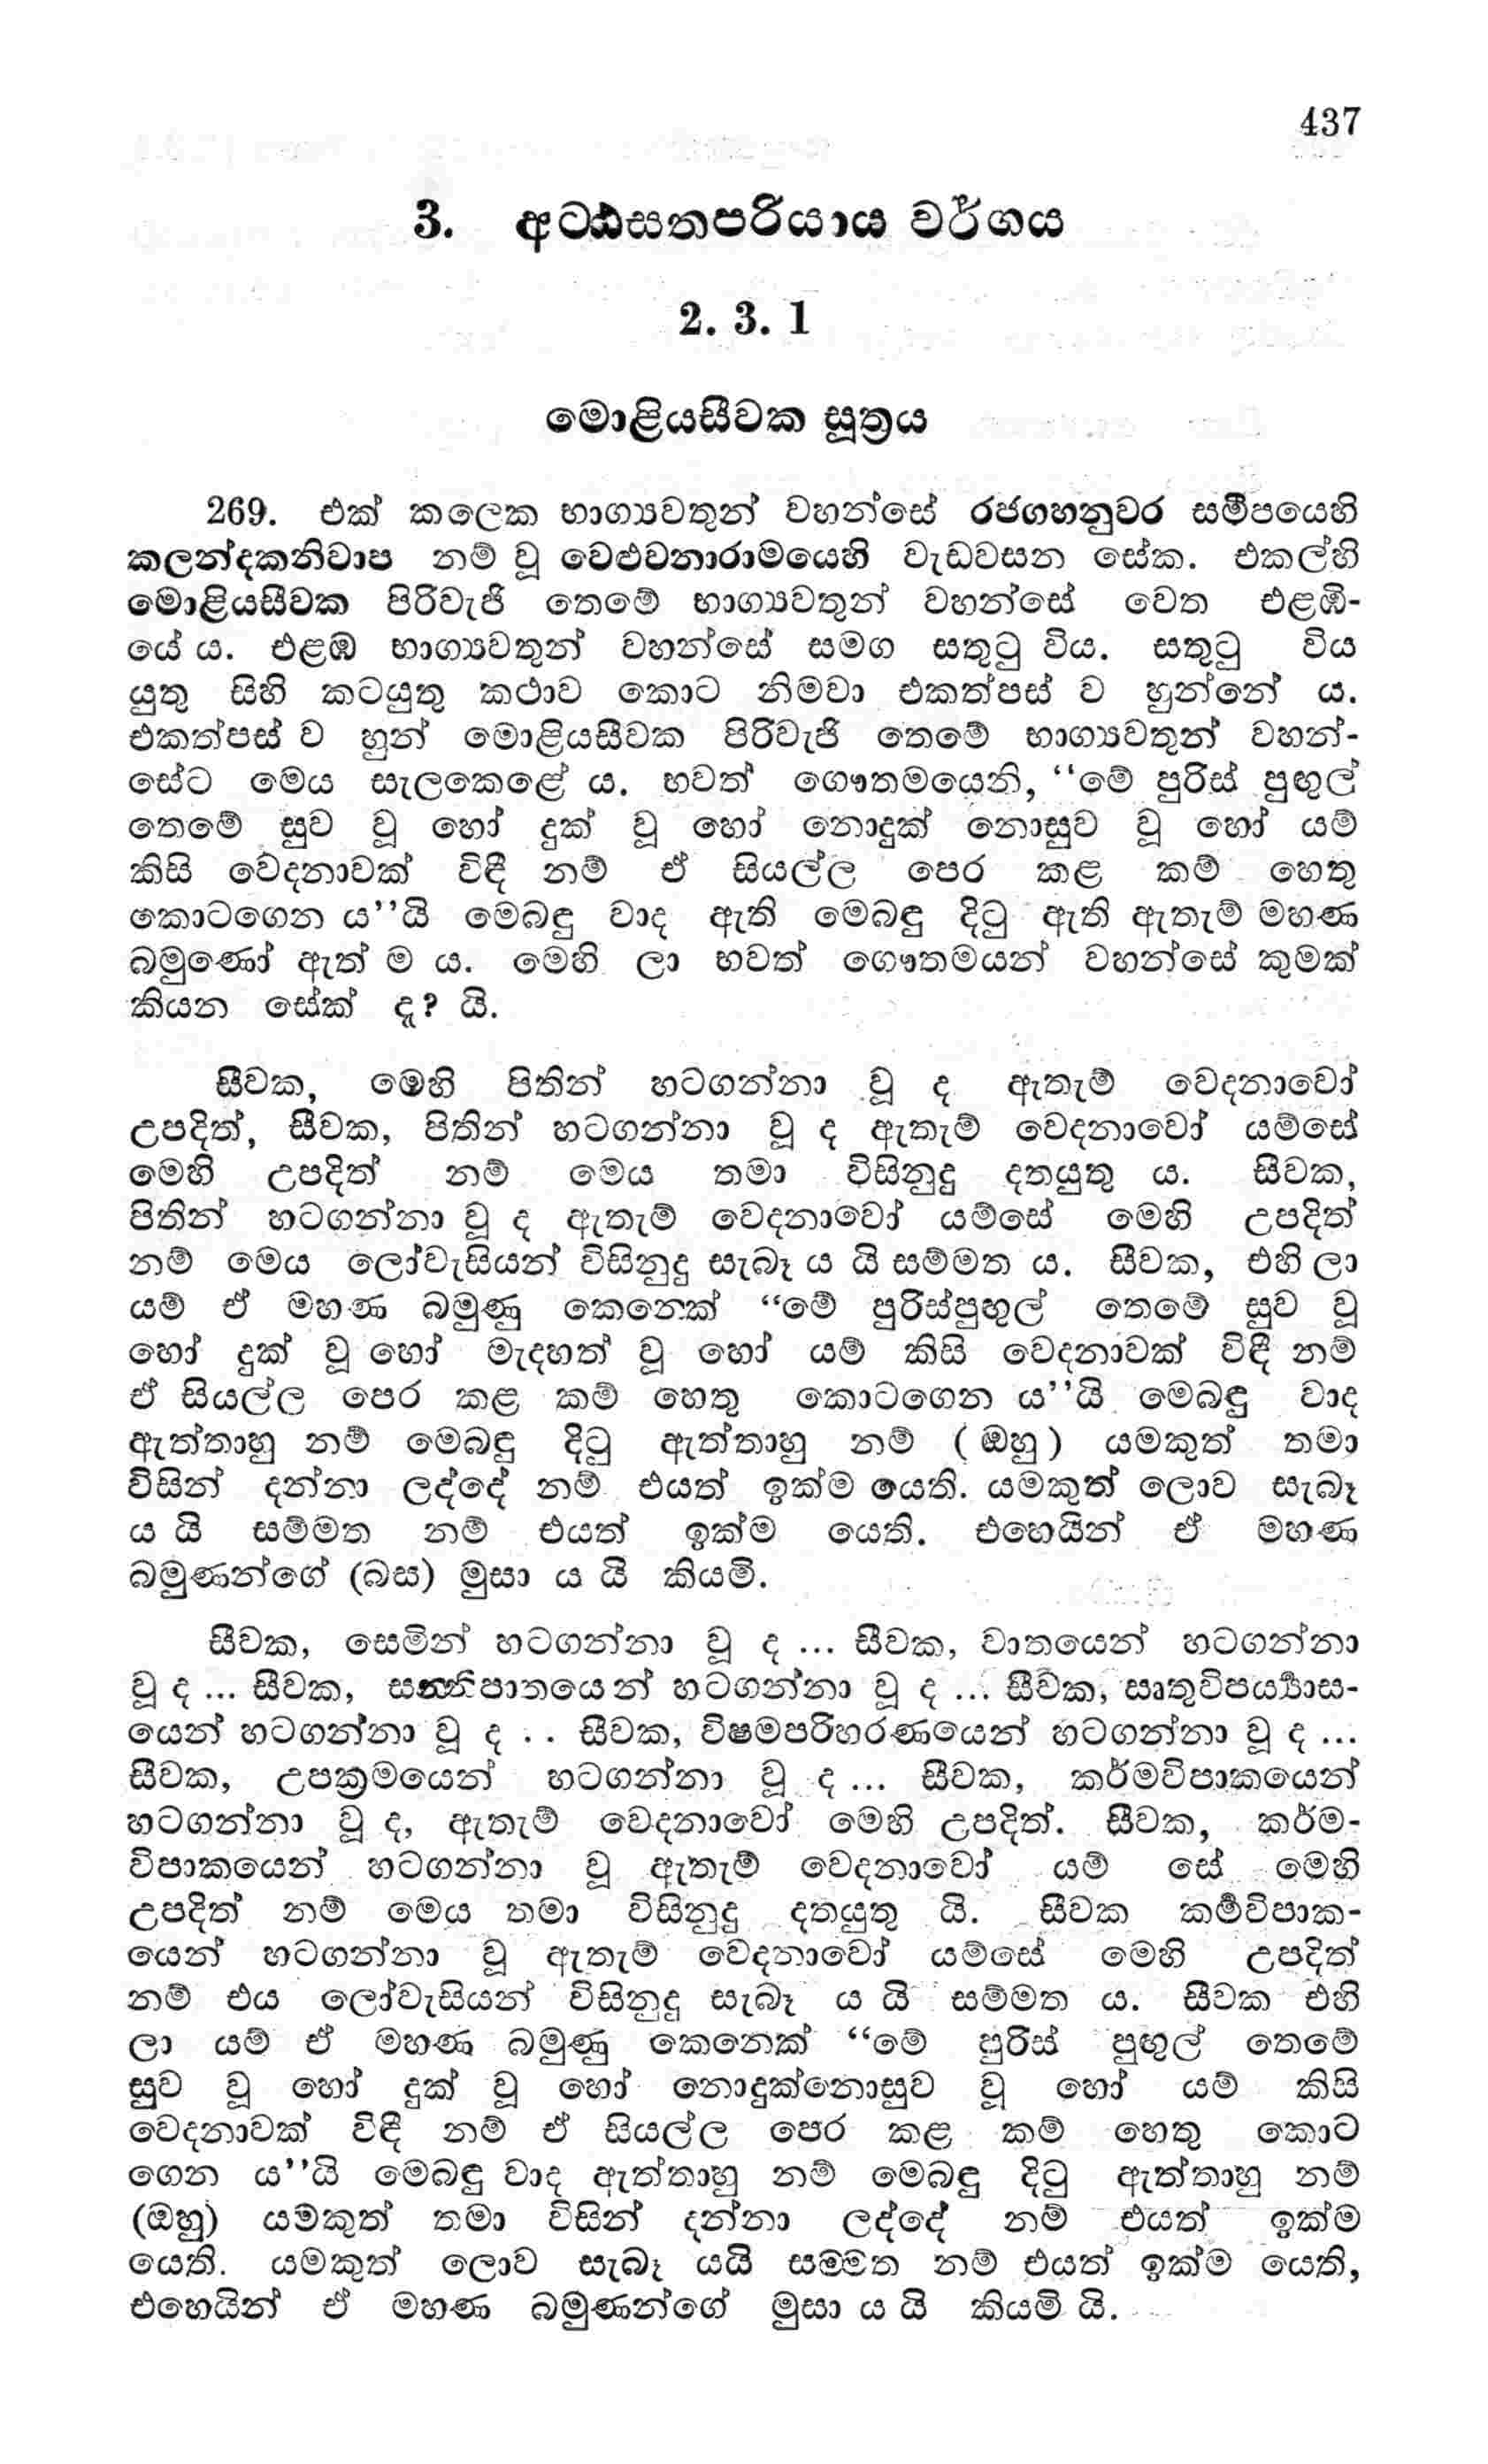 437
3. අට‍්ඨසතපරියාය වර්ගය
2. 3. 1
මොළියසීවක සූත්‍රය
269. එක් කලෙක භාග්‍යවතුන් වහන්සේ රජගහනුවර සමීපයෙහි
කලන්දකනිවාප නම් වූ වෙළුවනාරාමයෙහි වැඩවසන සේක. එකල්හි
මොළියසීවක පිරිවැජි තෙමේ භාග්‍යවතුන් වහන්සේ වෙත එළඹි-
යේ ය. එළඹ භාග්‍යවතුන් වහන්සේ සමග සතුටු විය. සතුටු විය
යුතු සිහි කටයුතු කථාව කොට නිමවා එකත්පස් ව හුන්නේ ය.
එකත්පස් ව හුන් මොළියසීවක පිරිවැජි තෙමේ භාග්‍යවතුන් වහන්-
සේට මෙය සැලකෙළේ ය. භවත් ගෞතමයෙනි, “මේ පුරිස් පුඟුල්
තෙමේ සුව වූ හෝ දුක් වූ හෝ නොදුක් නොසුව වූ හෝ යම්
කිසි වේදනාවක් විඳී නම් ඒ සියල්ල පෙර කළ කම් හෙතු
කොටගෙන ය’’යි මෙබඳු වාද ඇති මෙබඳු දිටු ඇති ඇතැම් මහණ
බමුණෝ ඇත් ම ය. මෙහි ලා භවත් ගෞතමයන් වහන්සේ කුමක්
කියන සේක් ද? යි.
සීවක, මෙහි පිතින් හටගන්නා වූ ද ඇතැම් වෙදනාවෝ
උපදිත්, සීවක, පිතින් හටගන්නා වූ ද ඇතැම් වෙදනාවෝ යම්සේ
මෙහි උපදිත් නම් මෙය තමා විසිනුදු දතයුතු ය. සීවක,
පිතින් හටගන්නා වූ ද ඇතැම් වෙදනාවෝ යම්සේ මෙහි උපදිත්
නම් මෙය ලෝවැසියන් විසිනුදු සැබෑ ය යි සම්මත ය. සීවක, එහි ලා
යම් ඒ මහණ බමුණු කෙනෙක් “මේ පුරිස්පුඟුල් තෙමේ සුව වූ
හෝ දුක් වූ හෝ මැදහත් වූ හෝ යම් කිසි වෙදනාවක් විඳී නම්
ඒ සියල්ල පෙර කළ කම් හෙතු කොටගෙන ය’’යි මෙබඳු වාද
ඇත්තාහු නම් මෙබඳු දිටු ඇත්තාහු නම් (ඔහු) යමකුත් තමා
විසින් දන්නා ලද්දේ නම් එයත් ඉක්ම යෙති. යමකුත් ලොව සැබෑ
ය යි සම්මත නම් එයත් ඉක්ම යෙති. එහෙයින් ඒ මහණ
බමුණන්ගේ (බස) මුසා ය යි කියමි.
සීවක, සෙමින් හටගන්නා වූ ද ... සීවක, වාතයෙන් හටගන්නා
වූ ද ... සීවක, සන්නිපාතයෙන් හටගන්නා වූ ද ... සීවක, සෘතුවිපර්‍ය්‍යාස-
යෙන් හටගන්නා වූ ද . . සීවක, විෂමපරිහරණයෙන් හටගන්නා වූ ද ...
සීවක, උපක්‍රමයෙන් හටගන්නා වූ ද ... සීවක, කර්මවිපාකයෙන්
හටගන්නා වූ ද, ඇතැම් වෙදනාවෝ මෙහි උපදිත්. සීවක, කර්ම-
විපාකයෙන් හටගන්නා වූ ඇතැම් වෙදනාවෝ යම් සේ මෙහි
උපදිත් නම් මෙය තමා විසිනුදු දතයුතු යි. සීවක කර්‍මවිපාක-
යෙන් හටගන්නා වූ ඇතැම් වෙදනාවෝ යම්සේ මෙහි උපදිත්
නම් එය ලෝවැසියන් විසිනුදු සැබෑ ය යි සම්මත ය. සීවක එහි
ලා යම් ඒ මහණ බමුණු කෙනෙක් “මේ පුරිස් පුඟුල් තෙමේ
සුව වූ හෝ දුක් වූ හෝ නොදුක්නොසුව වූ හෝ යම් කිසි
වෙදනාවක් විඳී නම් ඒ සියල්ල පෙර කළ කම් හෙතු කොට
ගෙන ය’’යි මෙබඳු වාද ඇත්තාහු නම් මෙබඳු දිටු ඇත්තාහු නම්
(ඔහු) යමකුත් තමා විසින් දන්නා ලද්දේ නම් එයත් ඉක්ම
යෙති. යමකුත් ලොව සැබෑ යයි සම්මත නම් එයත් ඉක්ම යෙති,
එහෙයින් ඒ මහණ බමුණන්ගේ මුසා ය යි කියමි යි.